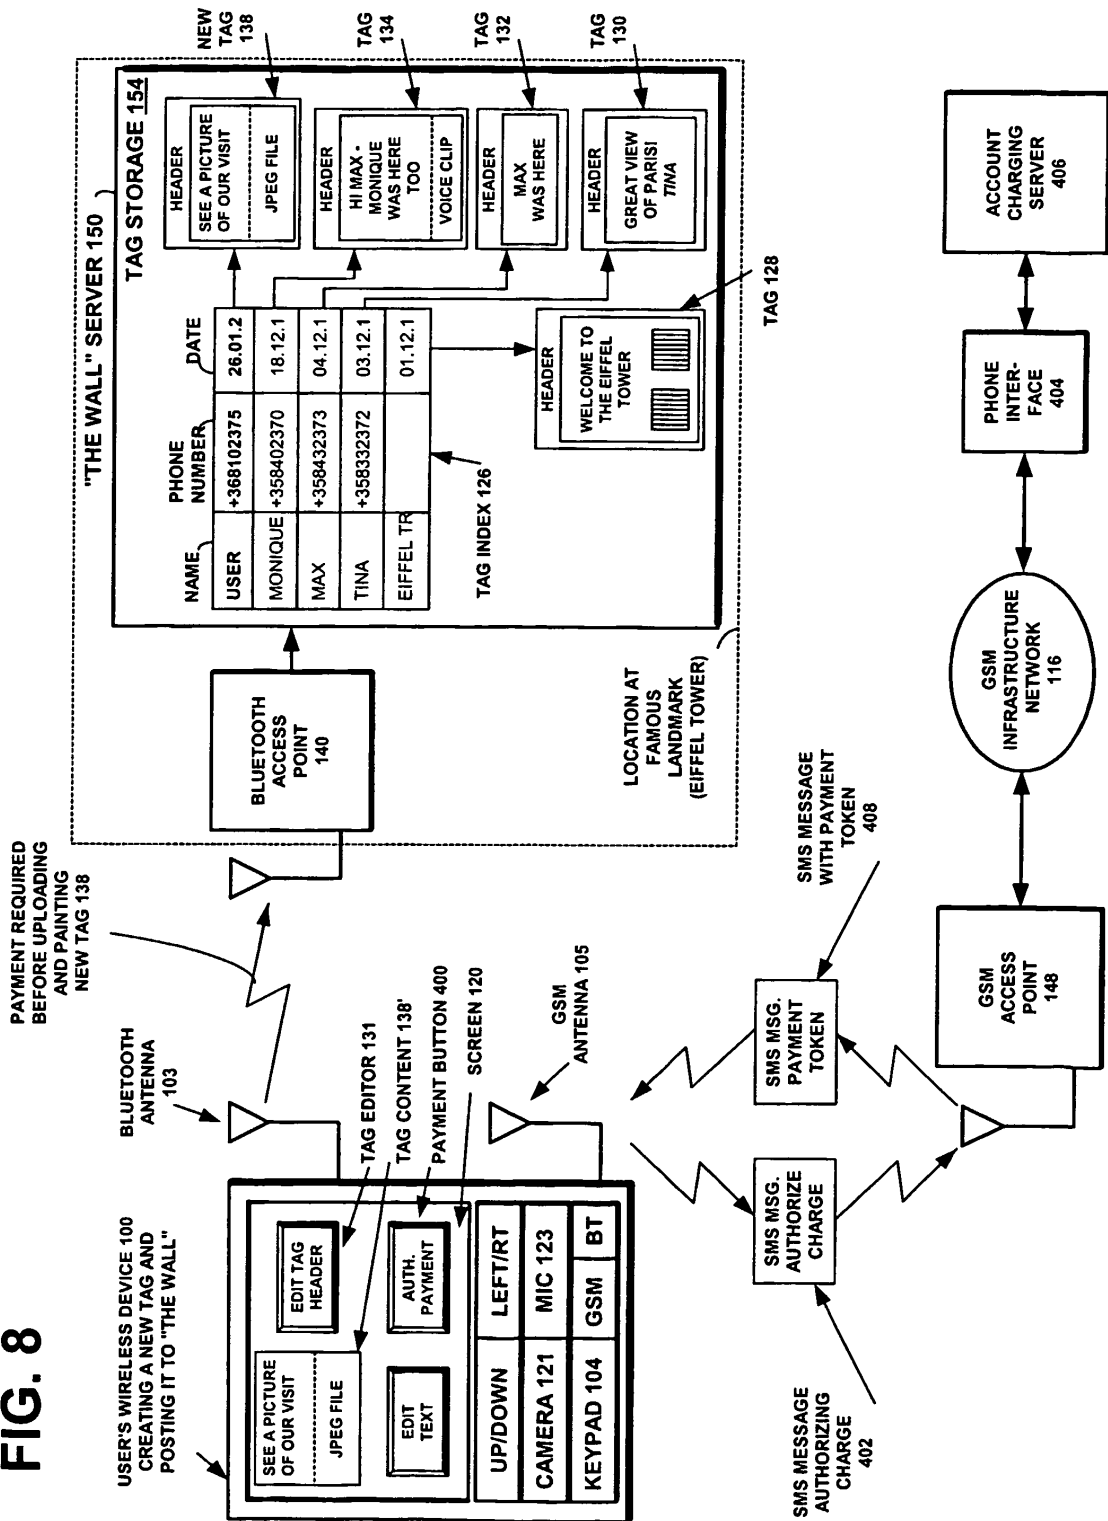 FIG. 8
USER'S WIRELESS DEVICE 100
CREATING A NEW TAG AND
POSTING IT TO "THE WALL"
SEE A PICTURE
OF OUR VISIT
JPEG FILE
EDIT TAG
HEADER
EDIT
TEXT
AUTH.
PAYMENT
UP/DOWN
LEFT/RT
CAMERA 121
MIC 123
KEYPAD 104
GSM
BT
TAG EDITOR 131
TAG CONTENT 138'
PAYMENT BUTTON 400
SCREEN 120
BLUETOOTH
ANTENNA
103
GSM
ANTENNA 105
PAYMENT REQUIRED
BEFORE UPLOADING
AND PAINTING
NEW TAG 138
BLUETOOTH
ACCESS
POINT
140
"THE WALL" SERVER 150
TAG STORAGE 154
NAME
PHONE
NUMBER
DATE
USER
+368102375
26.01.2
MONIQUE
+358402370
18.12.1
MAX
+358432373
04.12.1
TINA
+358332372
03.12.1
EIFFEL TR
01.12.1
TAG INDEX 126
HEADER
SEE A PICTURE
OF OUR VISIT
JPEG FILE
NEW
TAG
138
HEADER
HI MAX -
MONIQUE
WAS HERE
TOO
VOICE CLIP
TAG
134
HEADER
MAX
WAS HERE
TAG
132
HEADER
GREAT VIEW
OF PARIS!
TINA
TAG
130
HEADER
WELCOME TO
THE EIFFEL
TOWER
TAG 128
LOCATION AT
FAMOUS
LANDMARK
(EIFFEL TOWER)
SMS MESSAGE
AUTHORIZING
CHARGE
402
SMS MSG.
AUTHORIZE
CHARGE
SMS MSG.
PAYMENT
TOKEN
SMS MESSAGE
WITH PAYMENT
TOKEN
408
GSM
ACCESS
POINT
148
GSM
INFRASTRUCTURE
NETWORK
116
PHONE
INTER-
FACE
404
ACCOUNT
CHARGING
SERVER
406